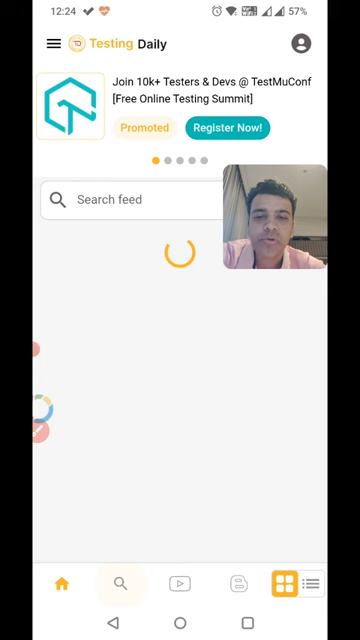 12:24
57%
Testing Daily
Join 10k+ Testers & Devs @ TestMuConf
[Free Online Testing Summit]
Promoted
Register Now!
Search feed